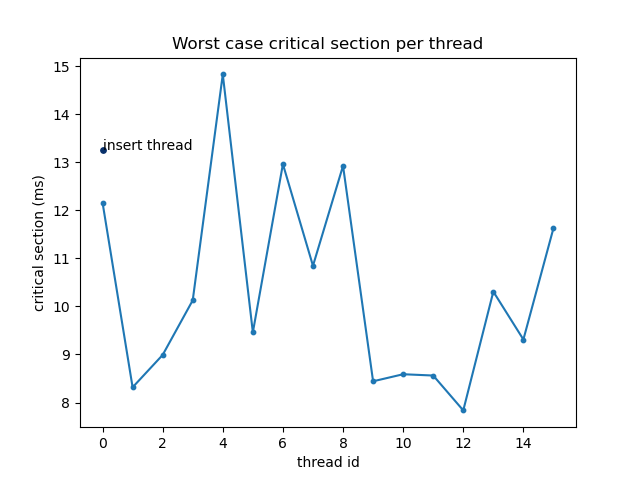 Worst case critical section per thread
15
14
13
12
11
10
9
8
critical section (ms)
insert thread
0 2 4 6 8 10 12 14
thread id